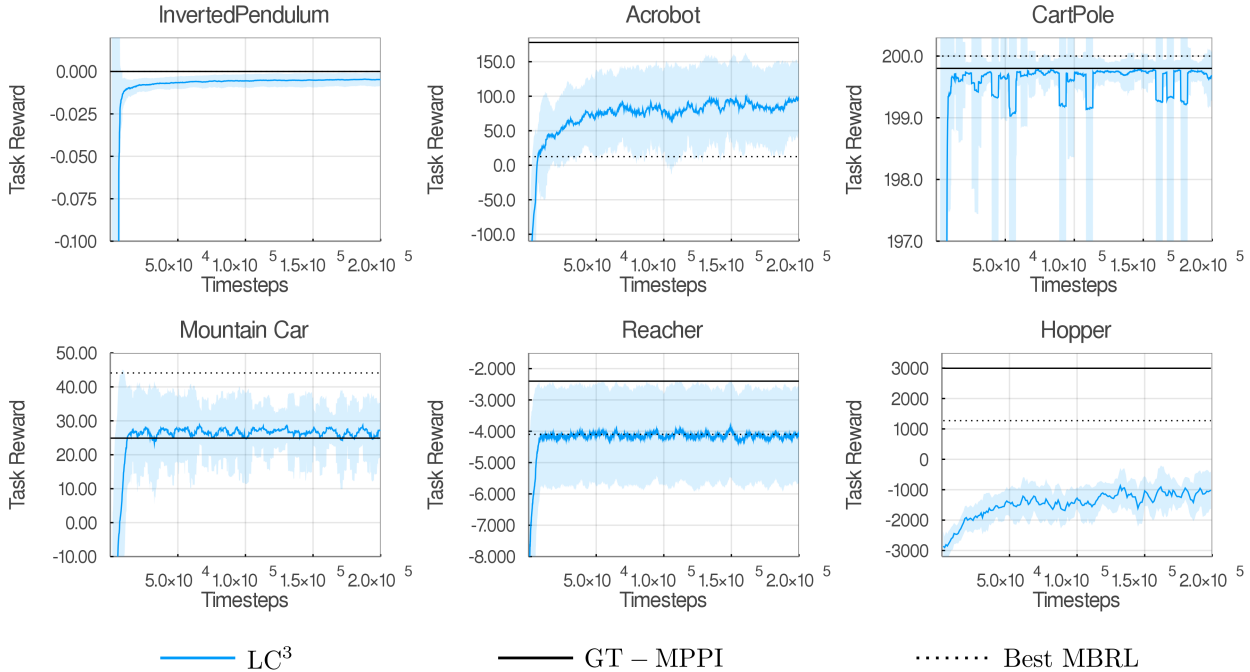 InvertedPendulum
Acrobot
CartPole
Task Reward
0.000
-0.025
-0.050
-0.075
-0.100
5.0×10 4 1.0×10 5 1.5×10 5 2.0×10 5
Timesteps
Task Reward
150.0
100.0
50.0
0.0
-50.0
-100.0
5.0×10 4 1.0×10 5 1.5×10 5 2.0×10 5
Timesteps
Task Reward
200.0
199.0
198.0
197.0
5.0×10 4 1.0×10 5 1.5×10 5 2.0×10 5
Timesteps
Mountain Car
Reacher
Hopper
Task Reward
50.00
40.00
30.00
20.00
10.00
0.00
-10.00
5.0×10 4 1.0×10 5 1.5×10 5 2.0×10 5
Timesteps
Task Reward
-2.000
-3.000
-4.000
-5.000
-6.000
-7.000
-8.000
5.0×10 4 1.0×10 5 1.5×10 5 2.0×10 5
Timesteps
Task Reward
3000
2000
1000
0
-1000
-2000
-3000
5.0×10 4 1.0×10 5 1.5×10 5 2.0×10 5
Timesteps
LC³ GT − MPPI Best MBRL